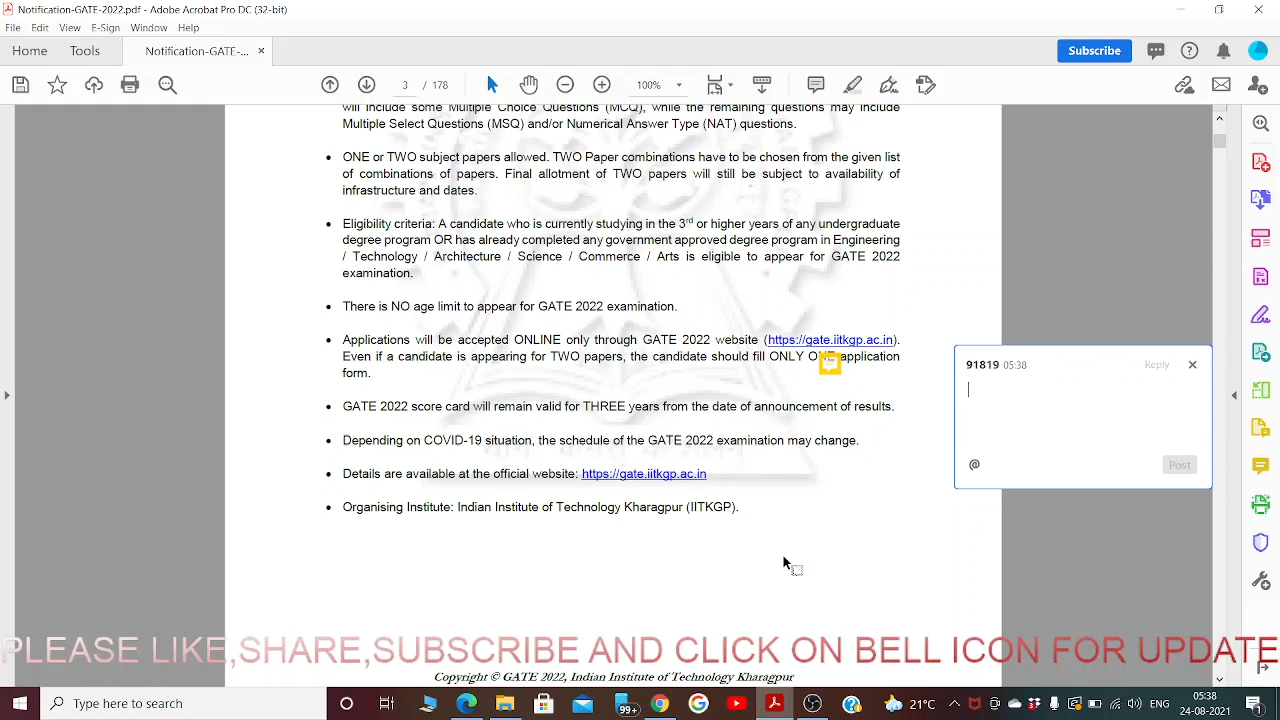 Notification-GATE-2022.pdf - Adobe Acrobat Pro DC (32-bit)
File Edit View E-Sign Window Help
Home Tools Notification-GATE-... × Subscribe
3 / 178 100%
will include some Multiple Choice Questions (MCQ), while the remaining questions may include
Multiple Select Questions (MSQ) and/or Numerical Answer Type (NAT) questions.
• ONE or TWO subject papers allowed. TWO Paper combinations have to be chosen from the given
list of combinations of papers. Final allotment of TWO papers will still be subject to availability of
infrastructure and dates.
• Eligibility criteria: A candidate who is currently studying in the 3rd or higher years of any undergraduate
degree program OR has already completed any government approved degree program in Engineering
/ Technology / Architecture / Science / Commerce / Arts is eligible to appear for GATE 2022
examination.
• There is NO age limit to appear for GATE 2022 examination.
• Applications will be accepted ONLINE only through GATE 2022 website (https://gate.iitkgp.ac.in).
Even if a candidate is appearing for TWO papers, the candidate should fill ONLY ONE application
form.
• GATE 2022 score card will remain valid for THREE years from the date of announcement of results.
• Depending on COVID-19 situation, the schedule of the GATE 2022 examination may change.
• Details are available at the official website: https://gate.iitkgp.ac.in
• Organising Institute: Indian Institute of Technology Kharagpur (IITKGP).
91819 05:38 Reply
@ Post
PLEASE LIKE,SHARE,SUBSCRIBE AND CLICK ON BELL ICON FOR UPDATE
Copyright © GATE 2022, Indian Institute of Technology Kharagpur
Type here to search 99+ 21°C ENG 05:38
24-08-2021